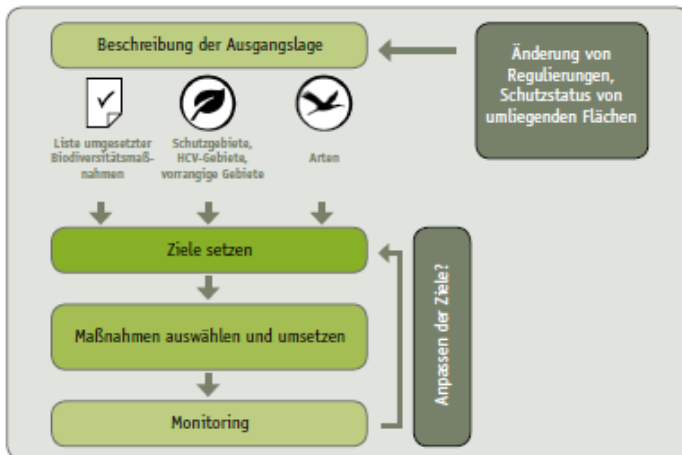 Beschreibung der Ausgangslage
Änderung von
Regulierungen,
Schutzstatus von
umliegenden Flächen
Liste umgesetzter
Biodiversitätsmaß-
nahmen
Schutzgebiete,
HCV-Gebiete,
vorrangige Gebiete
Arten
Ziele setzen
Maßnahmen auswählen und umsetzen
Monitoring
Anpassen der Ziele?